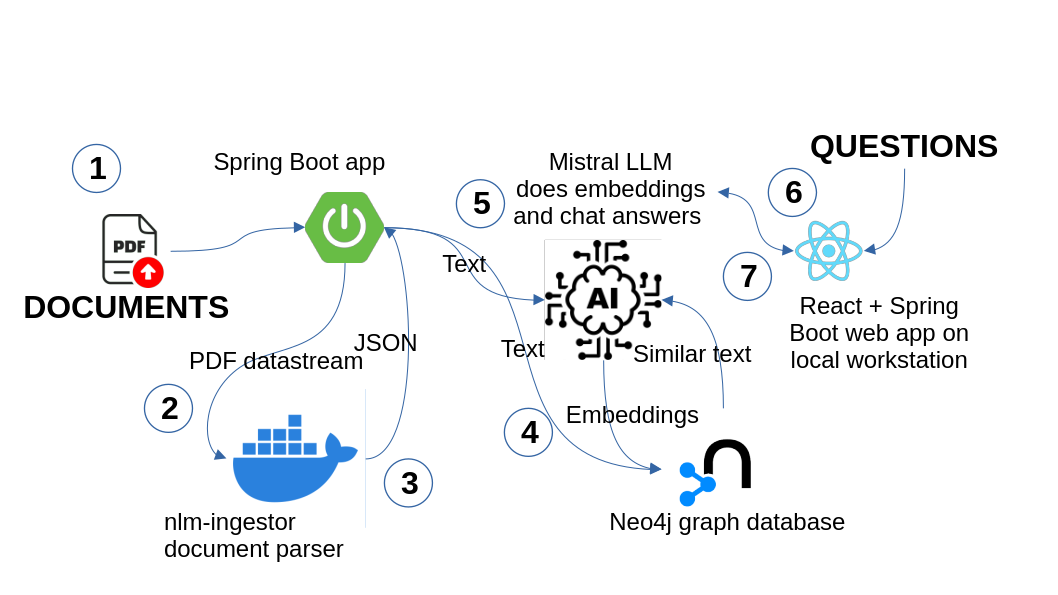 QUESTIONS
1
Spring Boot app
Mistral LLM
does embeddings
and chat answers
5
6
PDF
DOCUMENTS
Text
AI
7
React + Spring
Boot web app on
local workstation
JSON
PDF datastream
Text
Similar text
2
Embeddings
4
3
nlm-ingestor
document parser
Neo4j graph database